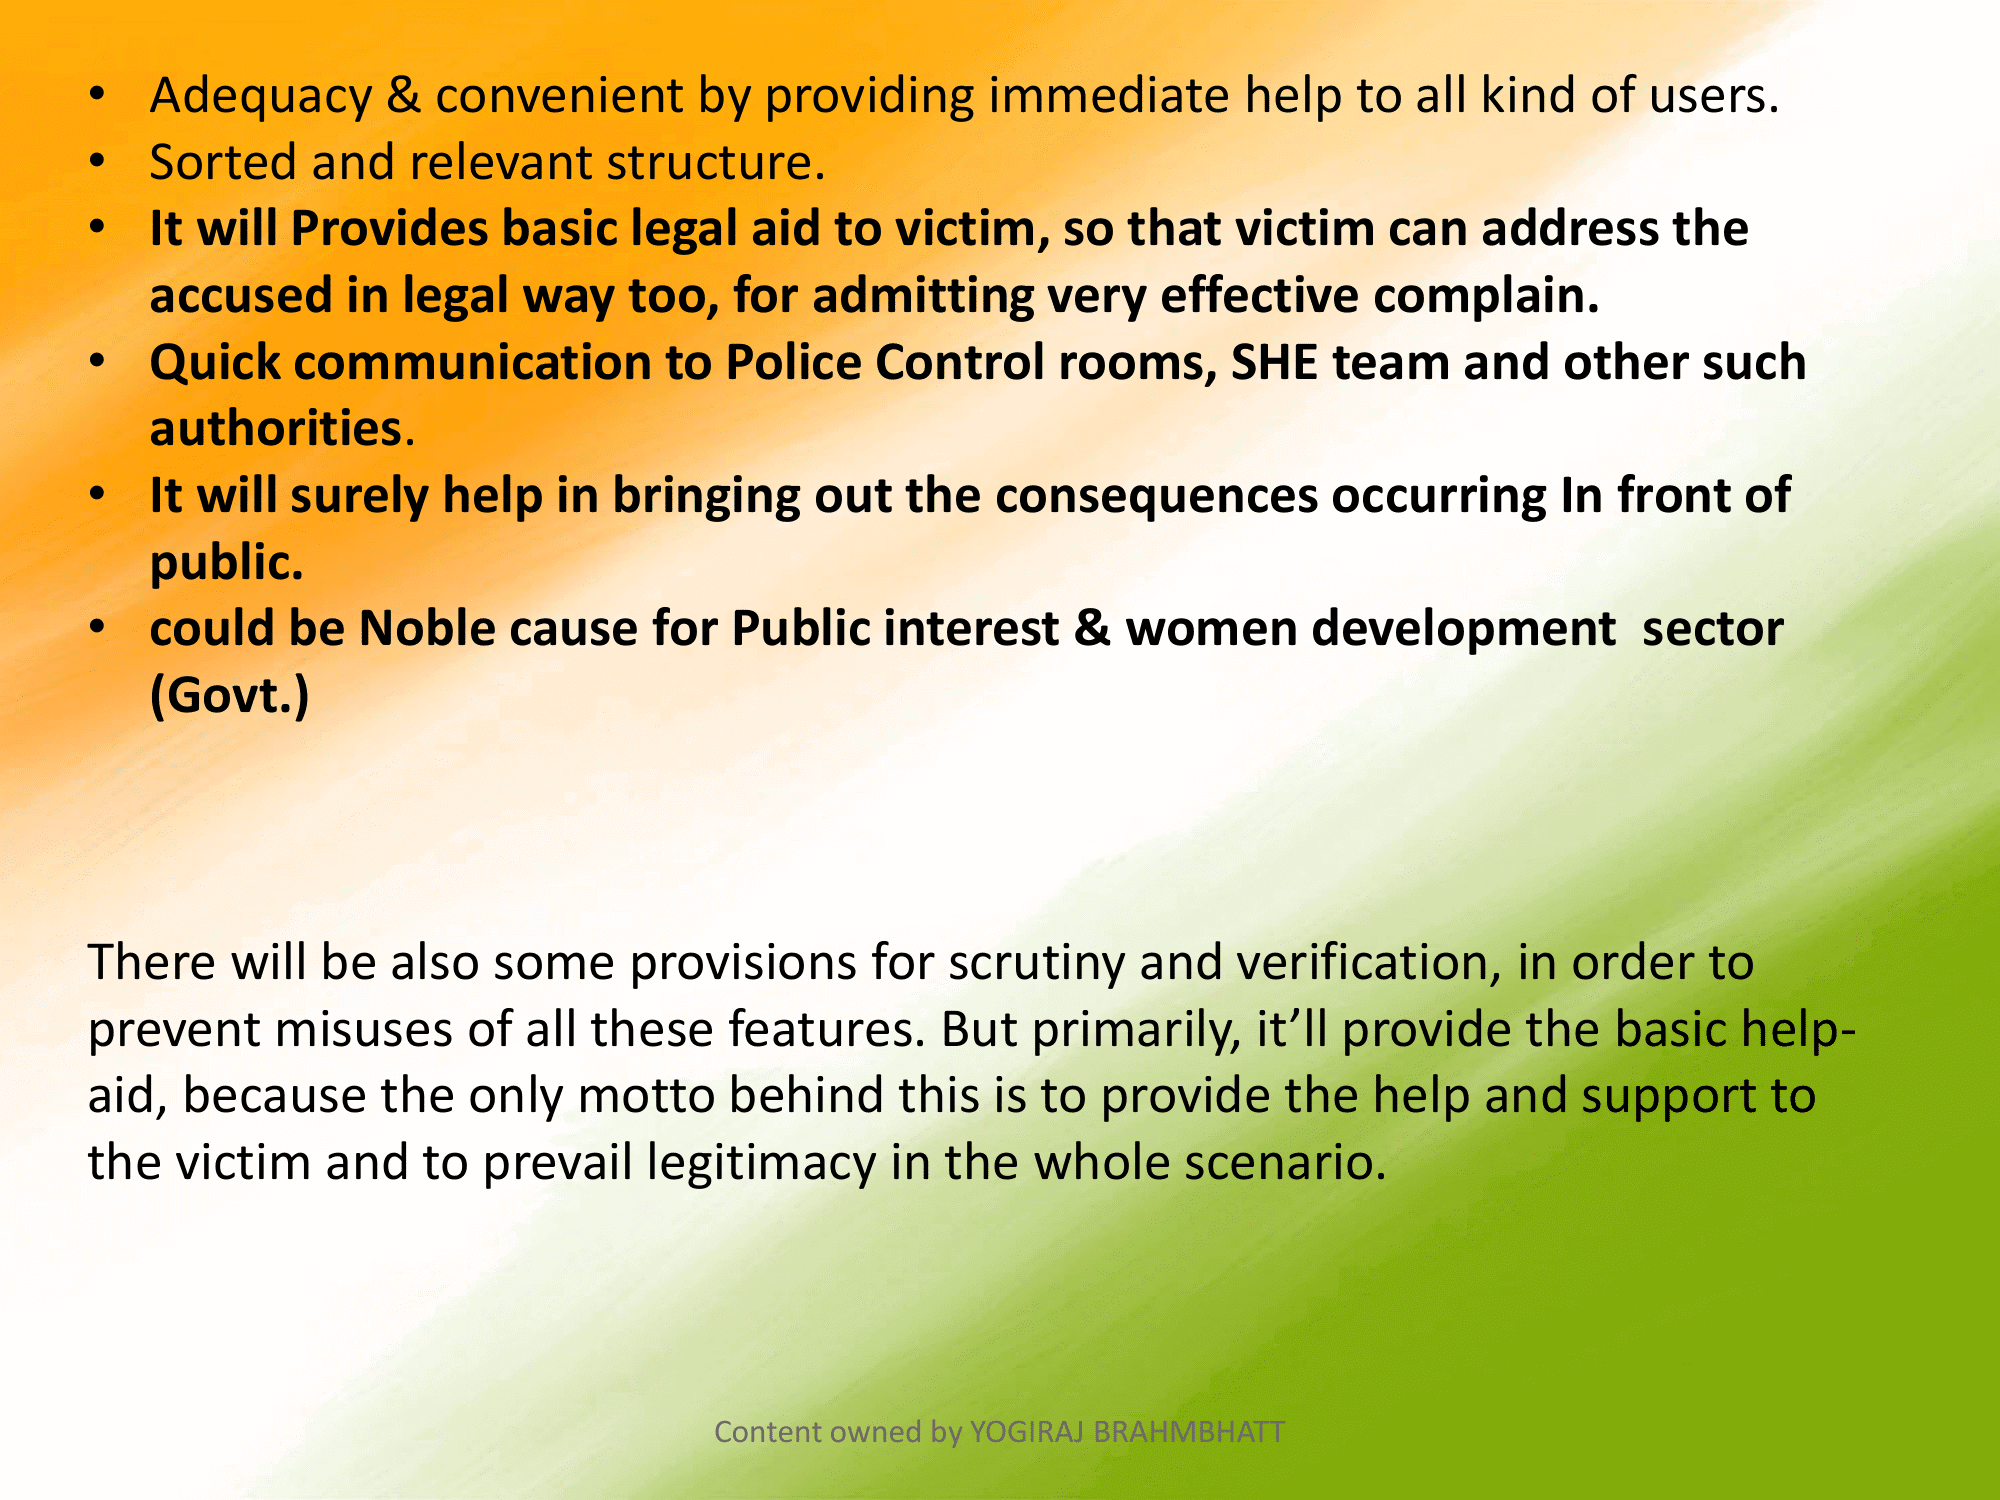 • Adequacy & convenient by providing immediate help to all kind of users.
• Sorted and relevant structure.
• It will Provides basic legal aid to victim, so that victim can address the
accused in legal way too, for admitting very effective complain.
• Quick communication to Police Control rooms, SHE team and other such
authorities.
• It will surely help in bringing out the consequences occurring In front of
public.
• could be Noble cause for Public interest & women development  sector
(Govt.)
There will be also some provisions for scrutiny and verification, in order to
prevent misuses of all these features. But primarily, it’ll provide the basic help-
aid, because the only motto behind this is to provide the help and support to
the victim and to prevail legitimacy in the whole scenario.
Content owned by YOGIRAJ BRAHMBHATT